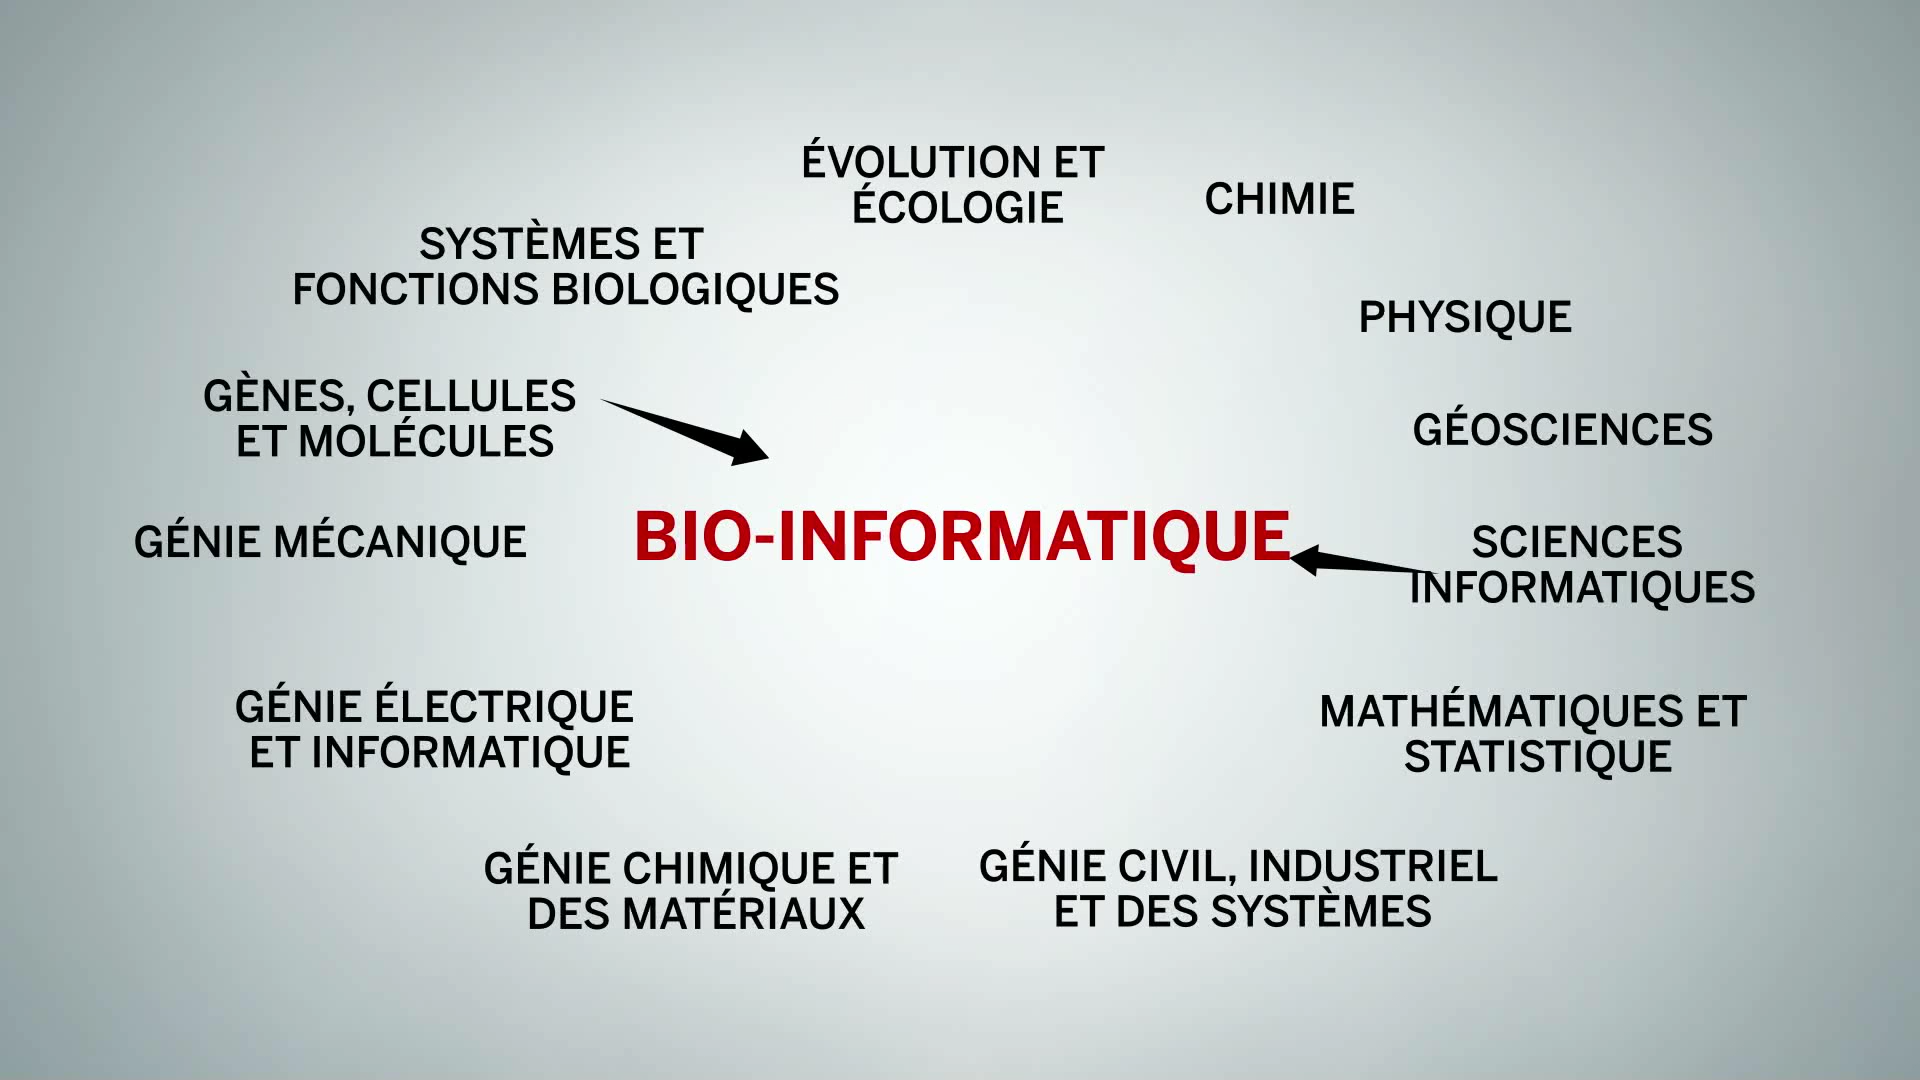 ÉVOLUTION ET
ÉCOLOGIE
CHIMIE
SYSTÈMES ET
FONCTIONS BIOLOGIQUES
PHYSIQUE
GÈNES, CELLULES
ET MOLÉCULES
GÉOSCIENCES
GÉNIE MÉCANIQUE
BIO-INFORMATIQUE
SCIENCES
INFORMATIQUES
GÉNIE ÉLECTRIQUE
ET INFORMATIQUE
MATHÉMATIQUES ET
STATISTIQUE
GÉNIE CHIMIQUE ET
DES MATÉRIAUX
GÉNIE CIVIL, INDUSTRIEL
ET DES SYSTÈMES